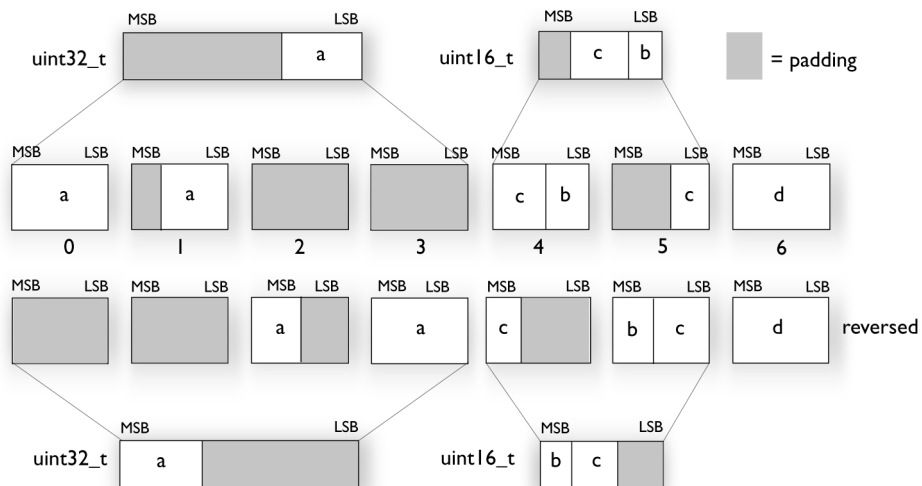 MSB LSB MSB LSB
uint32_t a uint16_t c b = padding
MSB LSB MSB LSB MSB LSB MSB LSB MSB LSB MSB LSB MSB LSB
a a c b c d
0 1 2 3 4 5 6
MSB LSB MSB LSB MSB LSB MSB LSB MSB LSB MSB LSB MSB LSB
a a c b c d reversed
MSB LSB MSB LSB
uint32_t a uint16_t b c